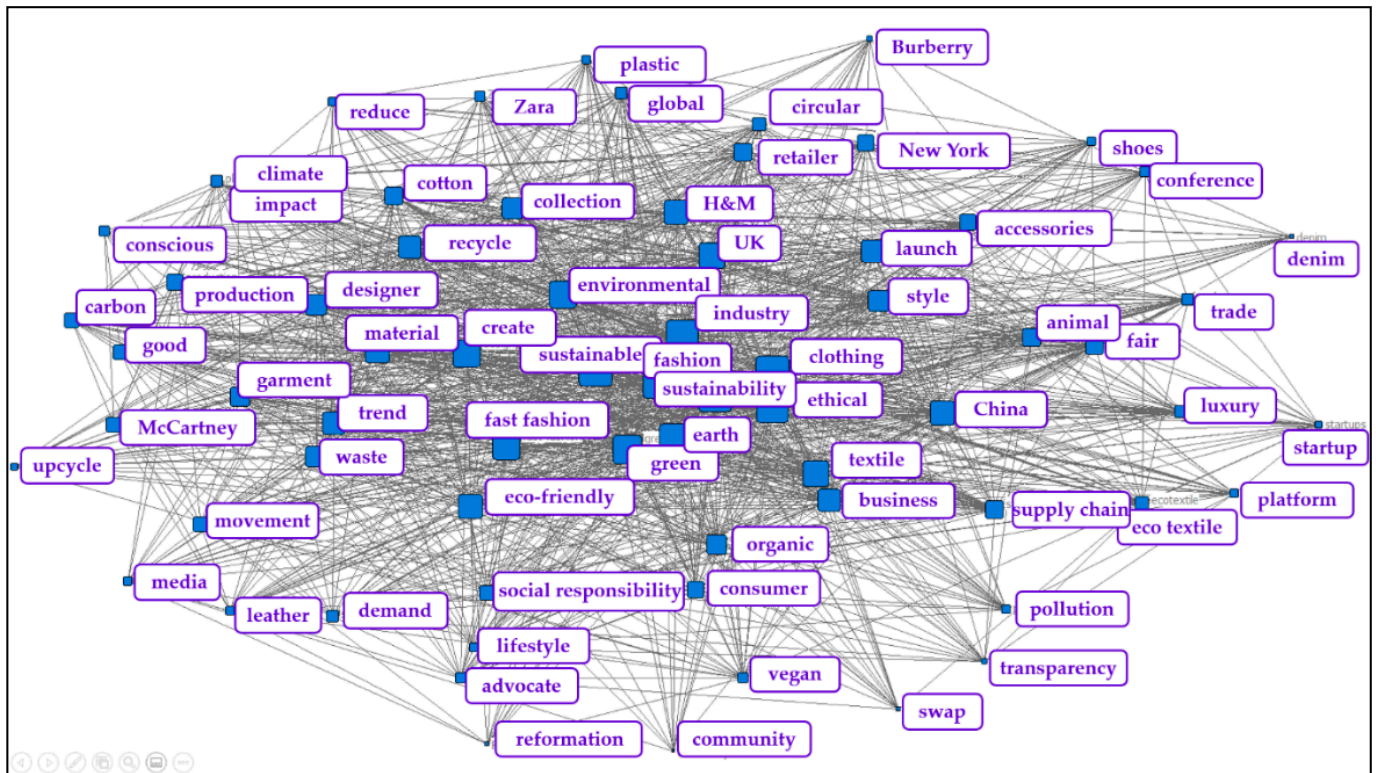 Burberry
plastic
Zara
global
circular
reduce
retailer
New York
shoes
climate
cotton
conference
impact
collection
H&M
accessories
conscious
recycle
UK
launch
denim
denim
production
designer
environmental
style
carbon
material
create
industry
animal
trade
good
sustainable
fashion
clothing
fair
garment
sustainability
ethical
McCartney
trend
fast fashion
earth
China
luxury
startups
startup
upcycle
waste
green
textile
eco-friendly
business
supply chain
ecotextile
platform
movement
eco textile
organic
media
social responsibility
consumer
leather
demand
pollution
lifestyle
vegan
transparency
advocate
swap
reformation
community